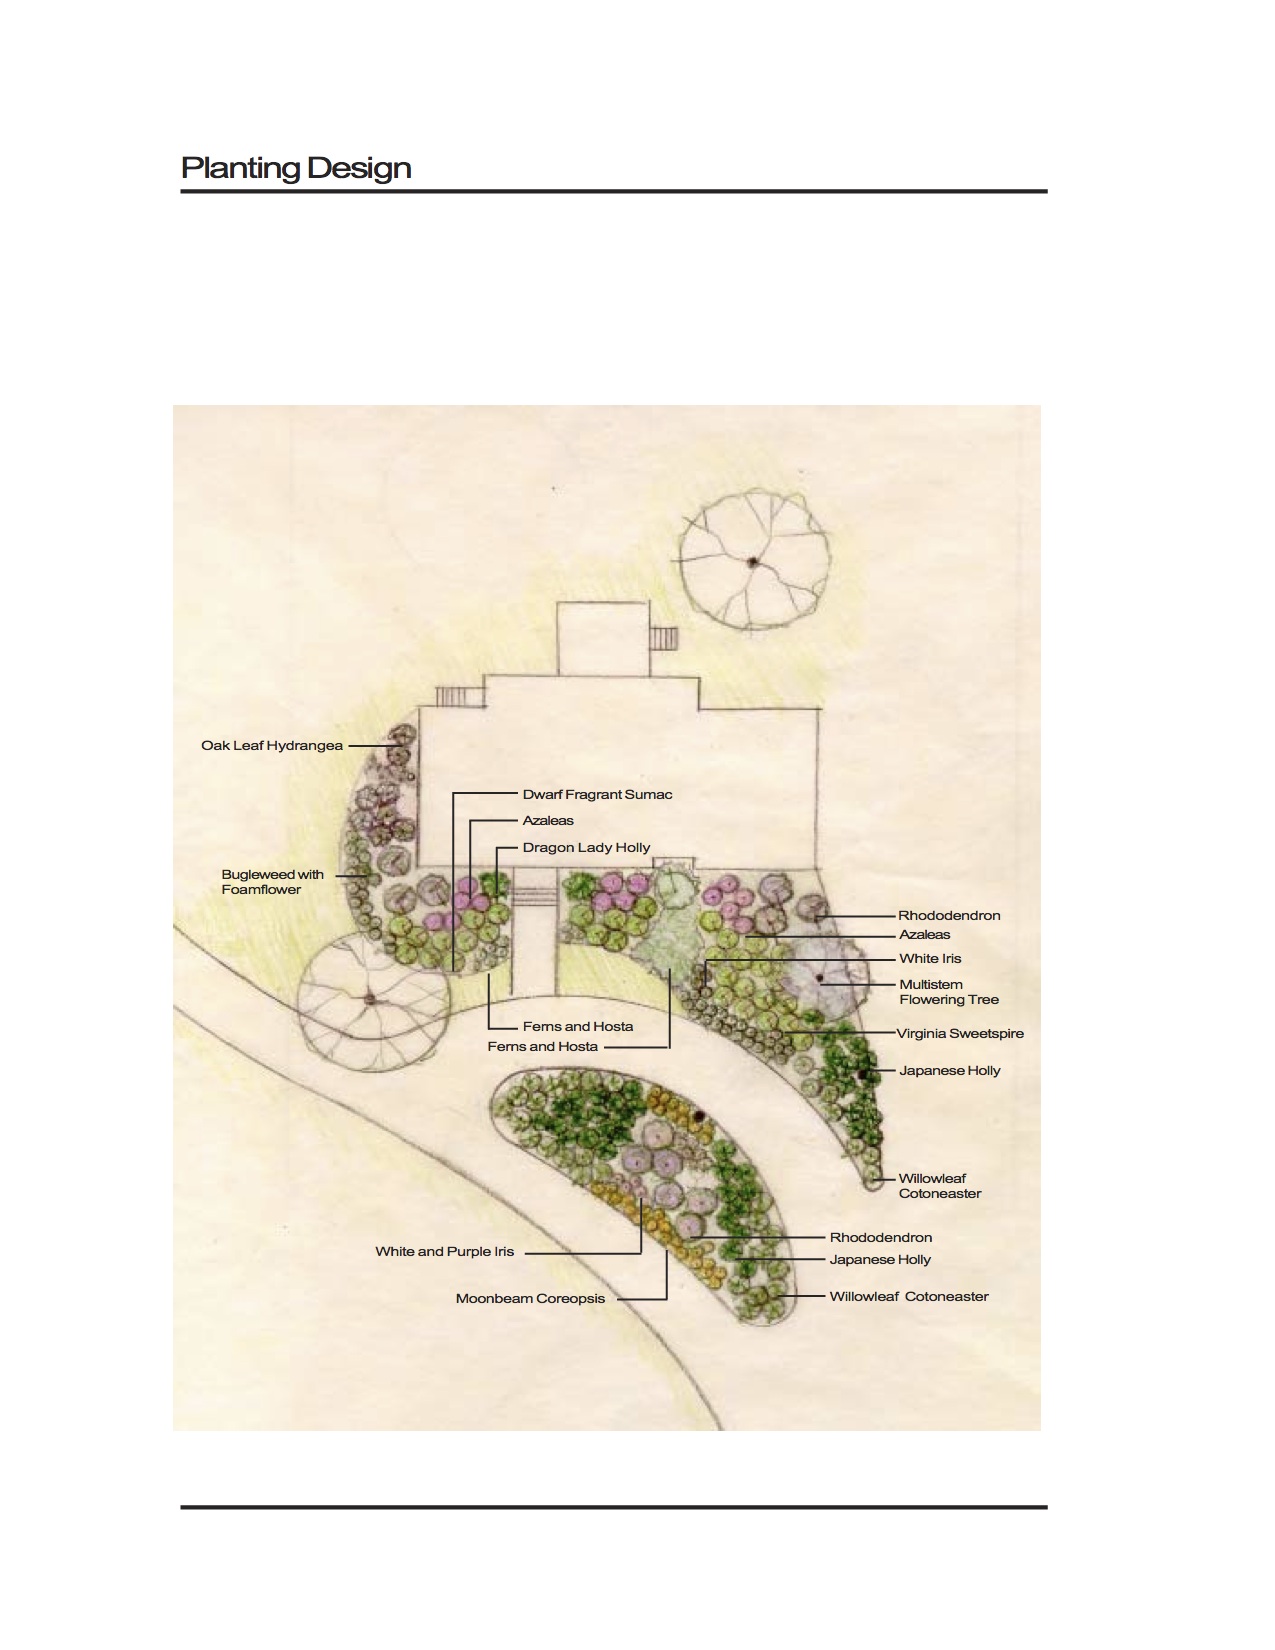 Planting Design
Oak Leaf Hydrangea
Dwarf Fragrant Sumac
Azaleas
Dragon Lady Holly
Bugleweed with
Foamflower
Rhododendron
Azaleas
White Iris
Multistem
Flowering Tree
Ferns and Hosta
Virginia Sweetspire
Ferns and Hosta
Japanese Holly
Willowleaf
Cotoneaster
Rhododendron
White and Purple Iris
Japanese Holly
Moonbeam Coreopsis
Willowleaf Cotoneaster